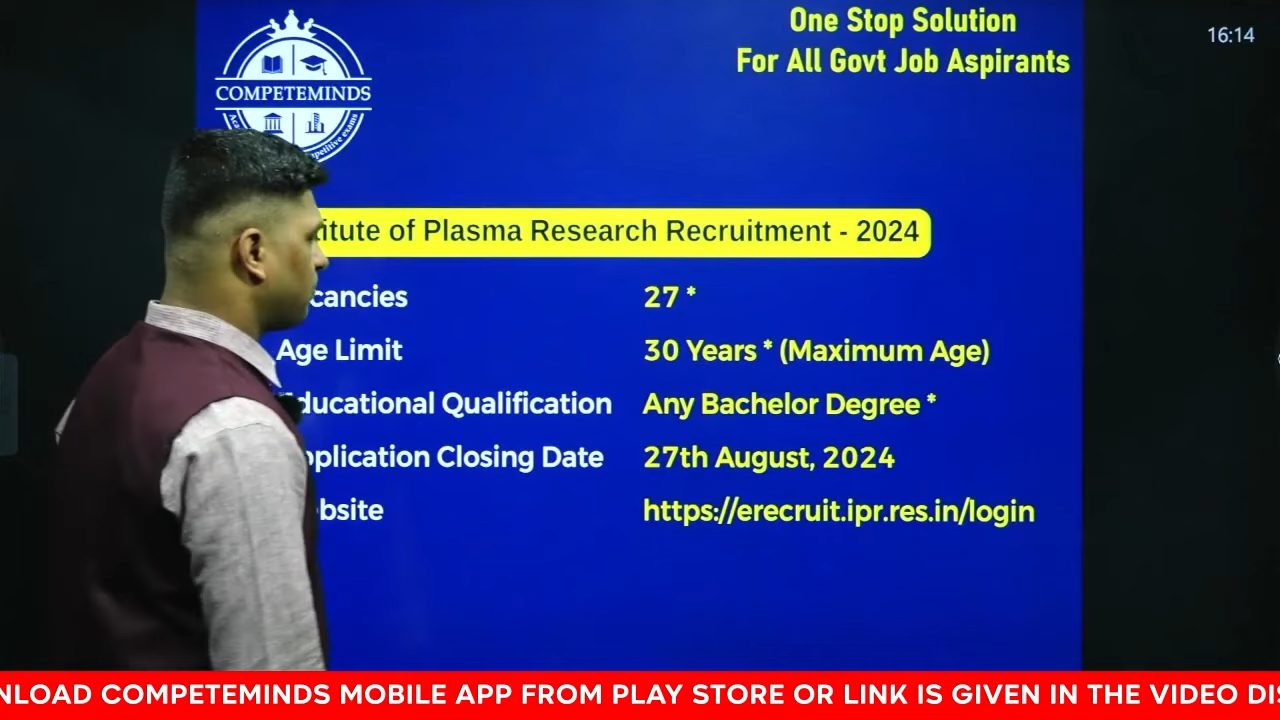 One Stop Solution
For All Govt Job Aspirants
16:14
COMPETEMINDS
itute of Plasma Research Recruitment - 2024
cancies 27 *
Age Limit 30 Years * (Maximum Age)
Educational Qualification Any Bachelor Degree *
pplication Closing Date 27th August, 2024
bsite https://erecruit.ipr.res.in/login
NLOAD COMPETEMINDS MOBILE APP FROM PLAY STORE OR LINK IS GIVEN IN THE VIDEO DIS